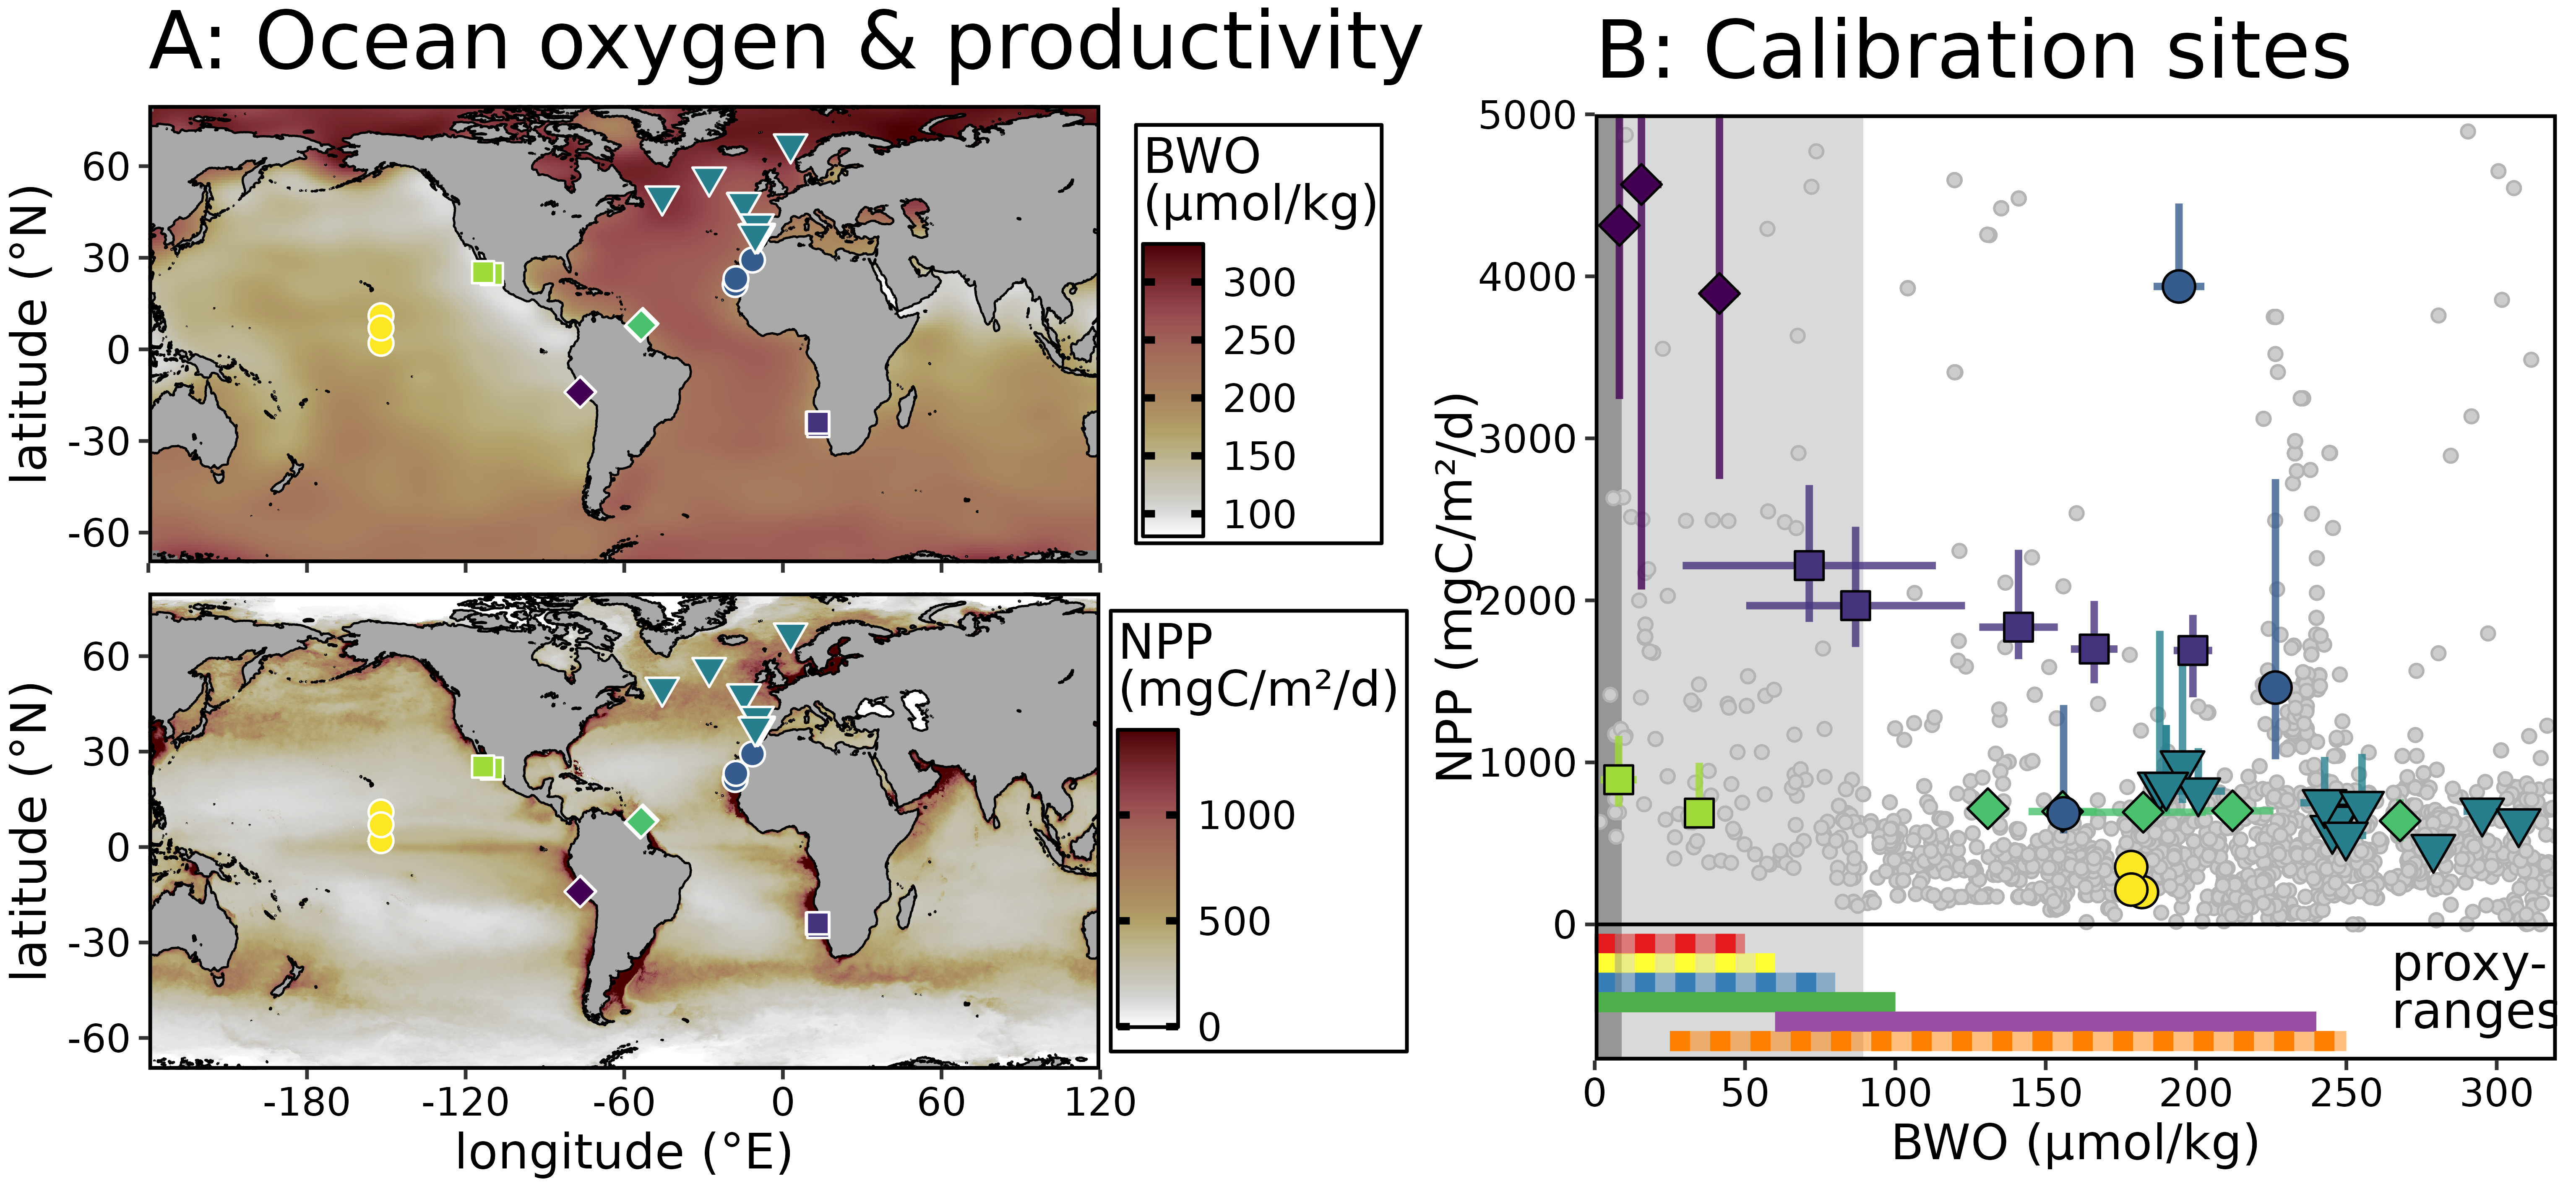 A: Ocean oxygen & productivity
latitude (°N)
60
30
0
-30
-60
BWO
(µmol/kg)
300
250
200
150
100
latitude (°N)
60
30
0
-30
-60
-180
-120
-60
0
60
120
longitude (°E)
NPP
(mgC/m²/d)
1000
500
0
B: Calibration sites
NPP (mgC/m²/d)
5000
4000
3000
2000
1000
0
proxy-
ranges
0
50
100
150
200
250
300
BWO (µmol/kg)